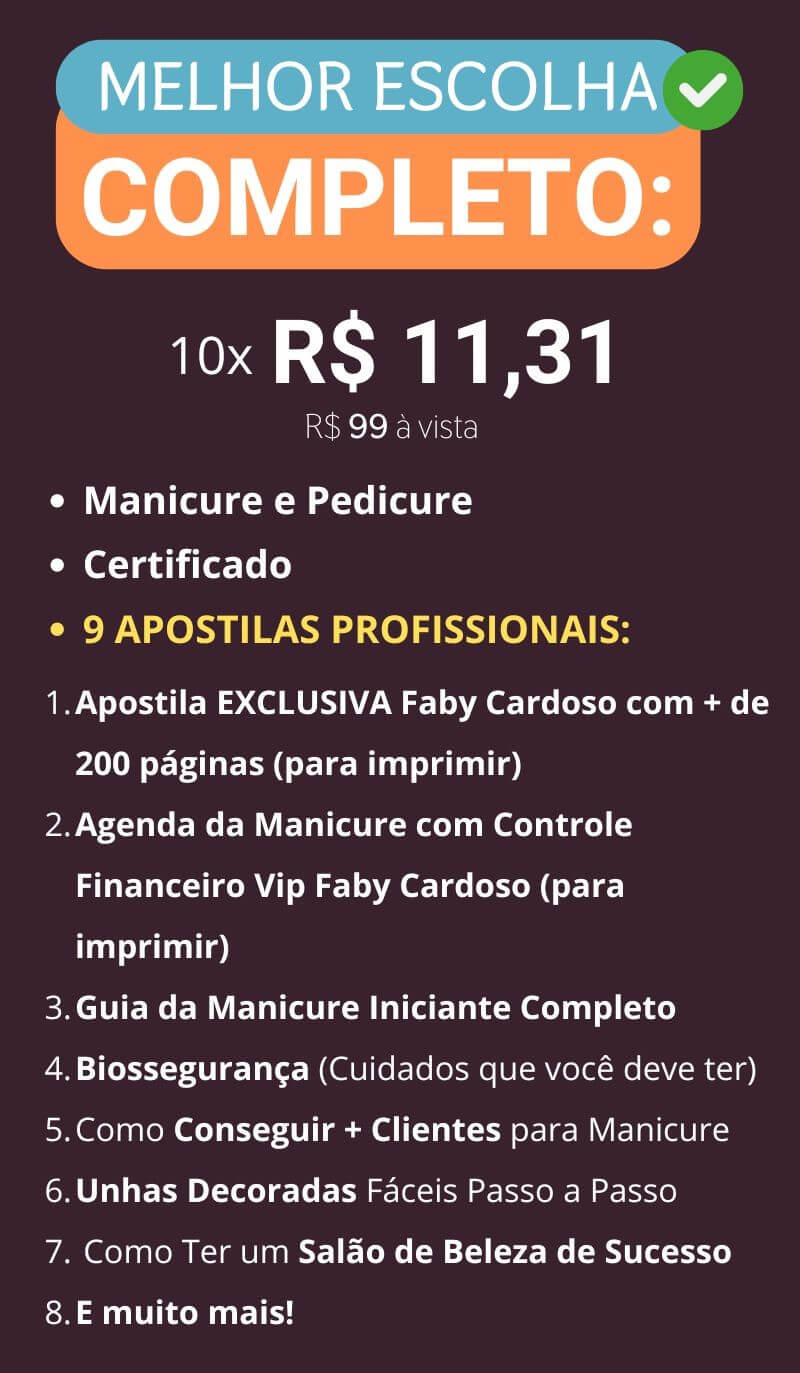 MELHOR ESCOLHA
COMPLETO:
10x R$ 11,31
R$ 99 à vista
• Manicure e Pedicure
• Certificado
• 9 APOSTILAS PROFISSIONAIS:
1. Apostila EXCLUSIVA Faby Cardoso com + de
200 páginas (para imprimir)
2. Agenda da Manicure com Controle
Financeiro Vip Faby Cardoso (para
imprimir)
3. Guia da Manicure Iniciante Completo
4. Biossegurança (Cuidados que você deve ter)
5. Como Conseguir + Clientes para Manicure
6. Unhas Decoradas Fáceis Passo a Passo
7. Como Ter um Salão de Beleza de Sucesso
8. E muito mais!